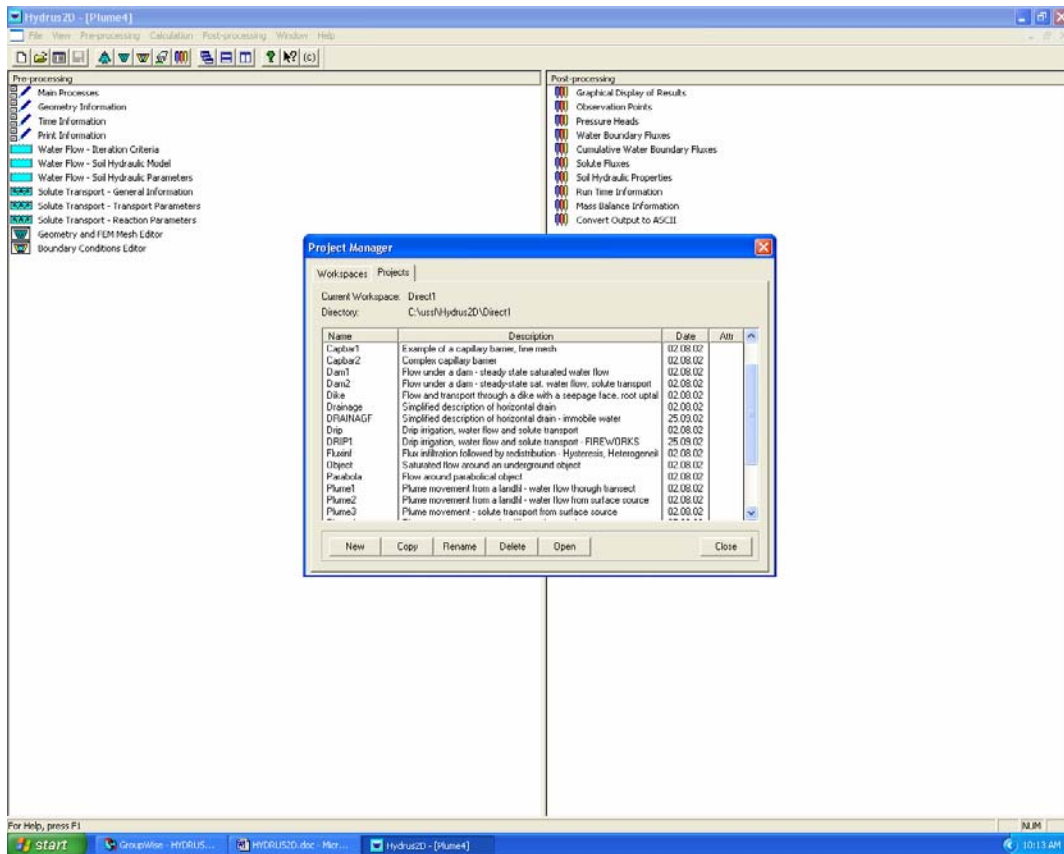 Hydrus2D - [Plume4]
File View Pre-processing Calculation Post-processing Window Help
Pre-processing
Main Processes
Geometry Information
Time Information
Print Information
Water Flow - Iteration Criteria
Water Flow - Soil Hydraulic Model
Water Flow - Soil Hydraulic Parameters
Solute Transport - General Information
Solute Transport - Transport Parameters
Solute Transport - Reaction Parameters
Geometry and FEM Mesh Editor
Boundary Conditions Editor
Post-processing
Graphical Display of Results
Observation Points
Pressure Heads
Water Boundary Fluxes
Cumulative Water Boundary Fluxes
Solute Fluxes
Soil Hydraulic Properties
Run Time Information
Mass Balance Information
Convert Output to ASCII
Project Manager
Workspaces Projects
Current Workspace: Direct1
Directory: C:\ussl\Hydrus2D\Direct1
Name Description Date Attr
Capbar1 Example of a capillary barrier, fine mesh 02.08.02
Capbar2 Complex capillary barrier 02.08.02
Dam1 Flow under a dam - steady state saturated water flow 02.08.02
Dam2 Flow under a dam - steady-state sat. water flow, solute transport 02.08.02
Dike Flow and transport through a dike with a seepage face, root uptal 02.08.02
Drainage Simplified description of horizontal drain 02.08.02
DRAINAGF Simplified description of horizontal drain - immobile water 25.09.02
Drip Drip irrigation, water flow and solute transport 02.08.02
DRIP1 Drip irrigation, water flow and solute transport - FIREWORKS 25.09.02
Fluxinf Flux infiltration followed by redistribution - Hysteresis, Heterogeneil 02.08.02
Object Saturated flow around an underground object 02.08.02
Parabola Flow around parabolical object 02.08.02
Plume1 Plume movement from a landfil - water flow thorugh transect 02.08.02
Plume2 Plume movement from a landfil - water flow from surface source 02.08.02
Plume3 Plume movement - solute transport from surface source 02.08.02
New Copy Rename Delete Open Close
For Help, press F1 NUM
start GroupWise - HYDRUS... HYDRUS2D.doc - Micr... Hydrus2D - [Plume4] 10:13 AM